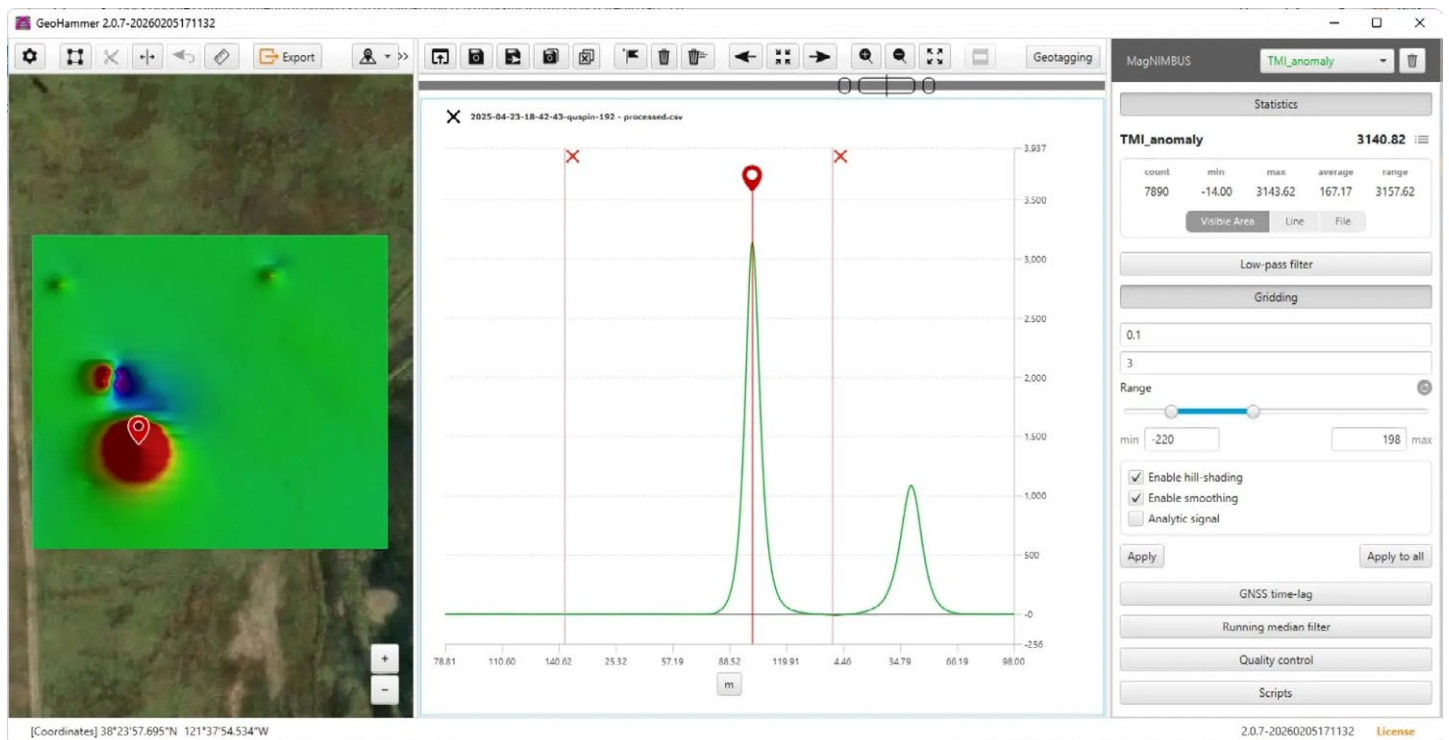 GeoHammer 2.0.7-20260205171132
Export
Geotagging
MagNIMBUS
TMI_anomaly
2025-04-23-18-42-43-quspin-192 - processed.csv
3,937
3,500
3,000
2,500
2,000
1,500
1,000
500
-0
-256
78.81 110.60 140.62 25.32 57.19 88.52 119.91 4.46 34.79 66.19 98.00
m
+
−
Statistics
TMI_anomaly 3140.82
count min max average range
7890 -14.00 3143.62 167.17 3157.62
Visible Area Line File
Low-pass filter
Gridding
0.1
3
Range
min -220 198 max
Enable hill-shading
Enable smoothing
Analytic signal
Apply Apply to all
GNSS time-lag
Running median filter
Quality control
Scripts
[Coordinates] 38°23'57.695"N 121°37'54.534"W
2.0.7-20260205171132 License